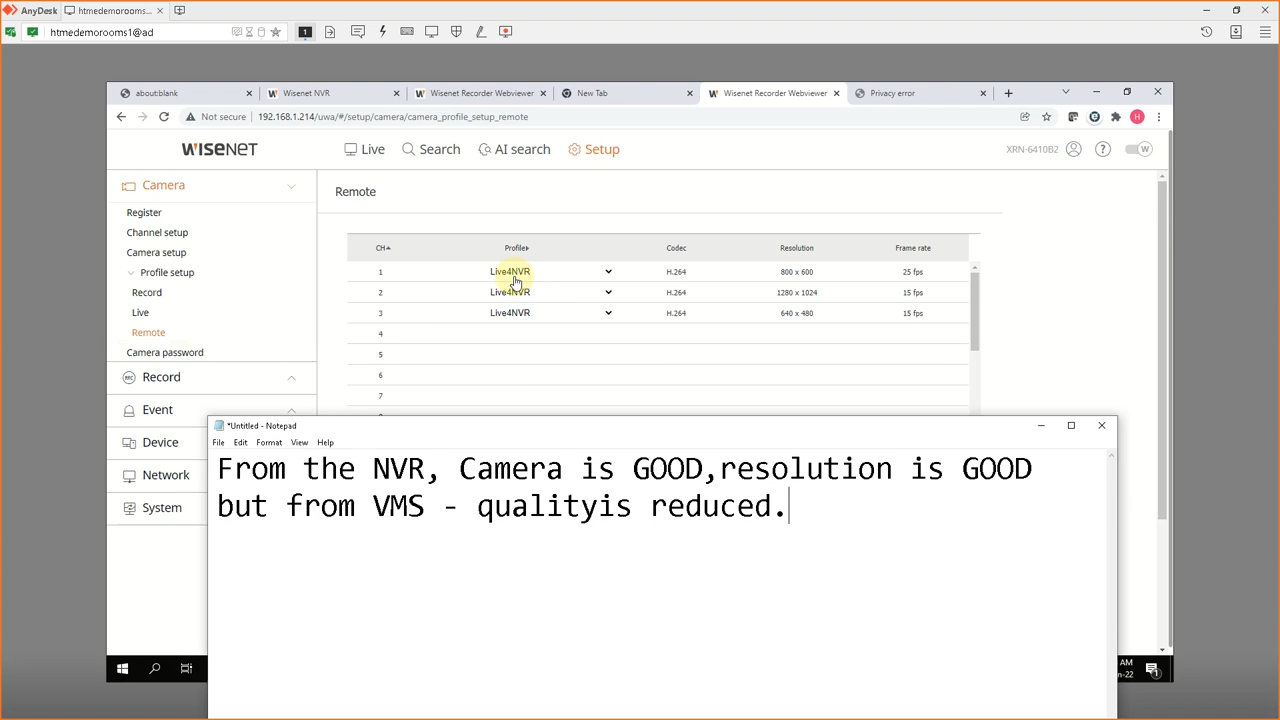 AnyDesk
htmedemorooms...
htmedemorooms1@ad
1
about:blank
Wisenet NVR
Wisenet Recorder Webviewer
New Tab
Wisenet Recorder Webviewer
Privacy error
Not secure
192.168.1.214/uwa/#/setup/camera/camera_profile_setup_remote
H
WISENET
Live
Search
AI search
Setup
XRN-6410B2
?
W
Camera
Register
Channel setup
Camera setup
Profile setup
Record
Live
Remote
Camera password
Record
Event
Device
Network
System
Remote
CH Profile Codec Resolution Frame rate
1 Live4NVR H.264 800 x 600 25 fps
2 Live4NVR H.264 1280 x 1024 15 fps
3 Live4NVR H.264 640 x 480 15 fps
4
5
6
7
*Untitled - Notepad
File Edit Format View Help
From the NVR, Camera is GOOD,resolution is GOOD
but from VMS - qualityis reduced.
AM
n-22
1